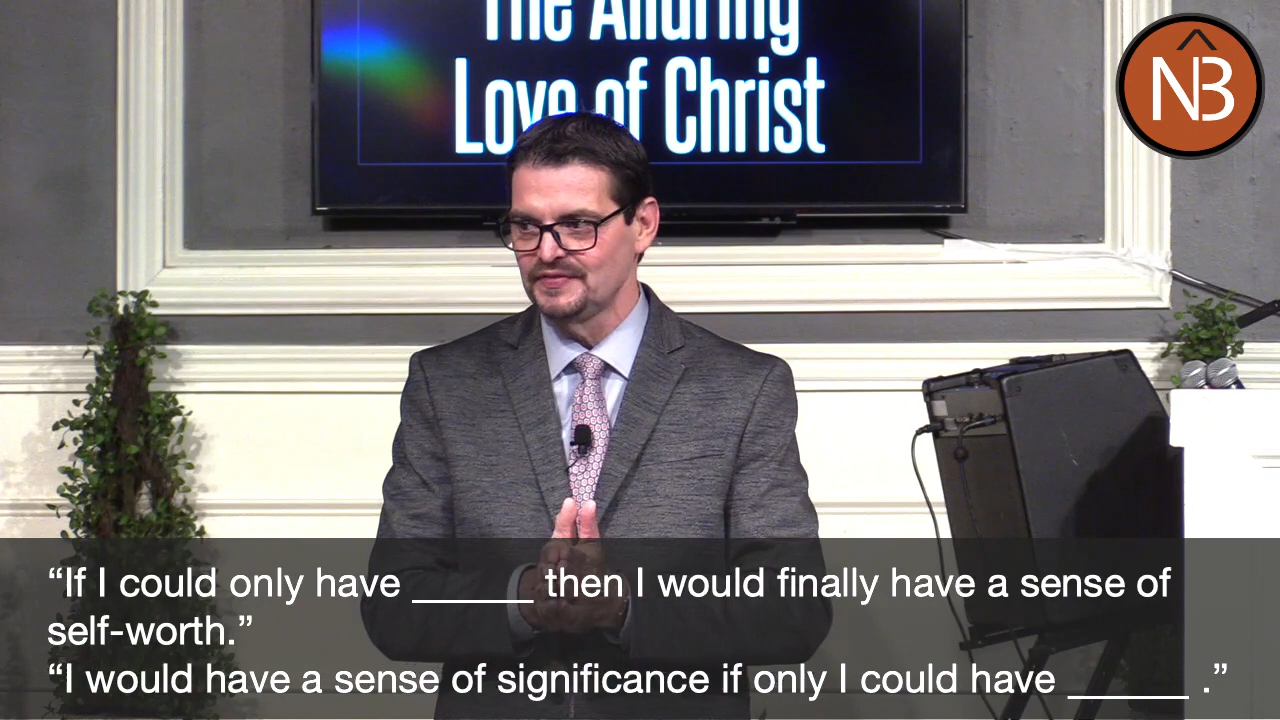 The Alluring
Love of Christ
NB
“If I could only have ______ then I would finally have a sense of
self-worth.”
“I would have a sense of significance if only I could have ______ .”